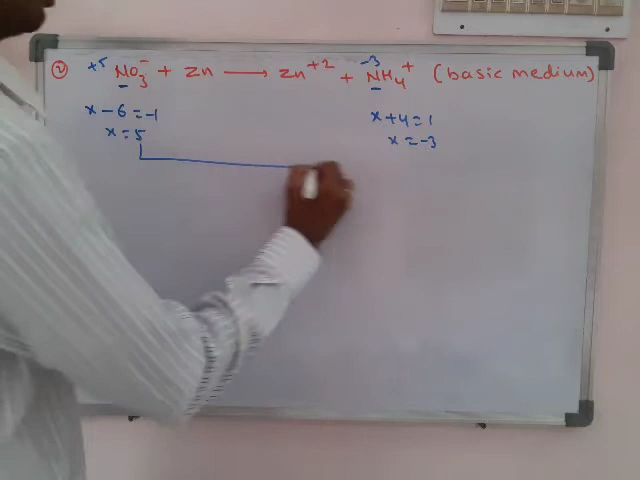 ② +5 NO3⁻ + Zn ⟶ Zn⁺² + -3 NH4⁺ (basic medium)
x - 6 = -1 x + 4 = 1
x = 5 x = -3